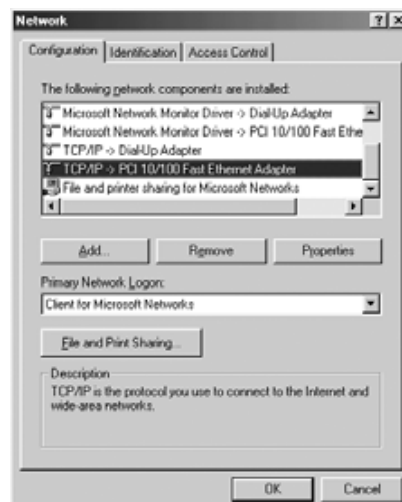 Network
Configuration Identification Access Control
The following network components are installed:
Microsoft Network Monitor Driver -> Dial-Up Adapter
Microsoft Network Monitor Driver -> PCI 10/100 Fast Ethe
TCP/IP -> Dial-Up Adapter
TCP/IP -> PCI 10/100 Fast Ethernet Adapter
File and printer sharing for Microsoft Networks
Add...
Remove
Properties
Primary Network Logon:
Client for Microsoft Networks
File and Print Sharing...
Description
TCP/IP is the protocol you use to connect to the Internet and
wide-area networks.
OK
Cancel